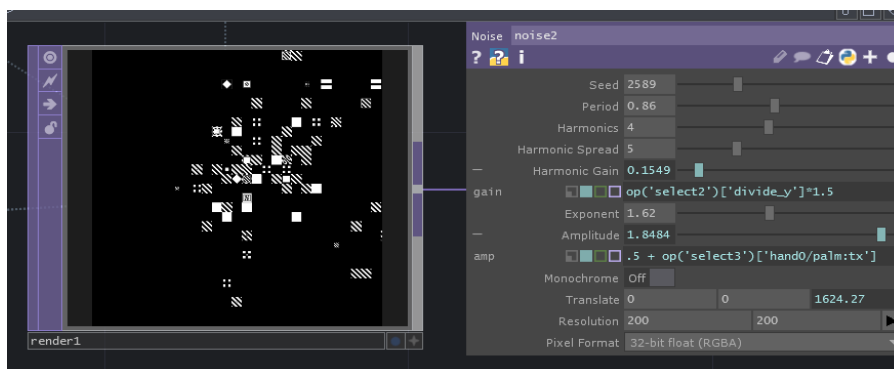 Noise noise2
? ? i
Seed 2589
Period 0.86
Harmonics 4
Harmonic Spread 5
Harmonic Gain 0.1549
gain op('select2')['divide_y']*1.5
Exponent 1.62
Amplitude 1.8484
amp .5 + op('select3')['hand0/palm:tx']
Monochrome Off
Translate 0 0 1624.27
Resolution 200 200
Pixel Format 32-bit float (RGBA)
render1